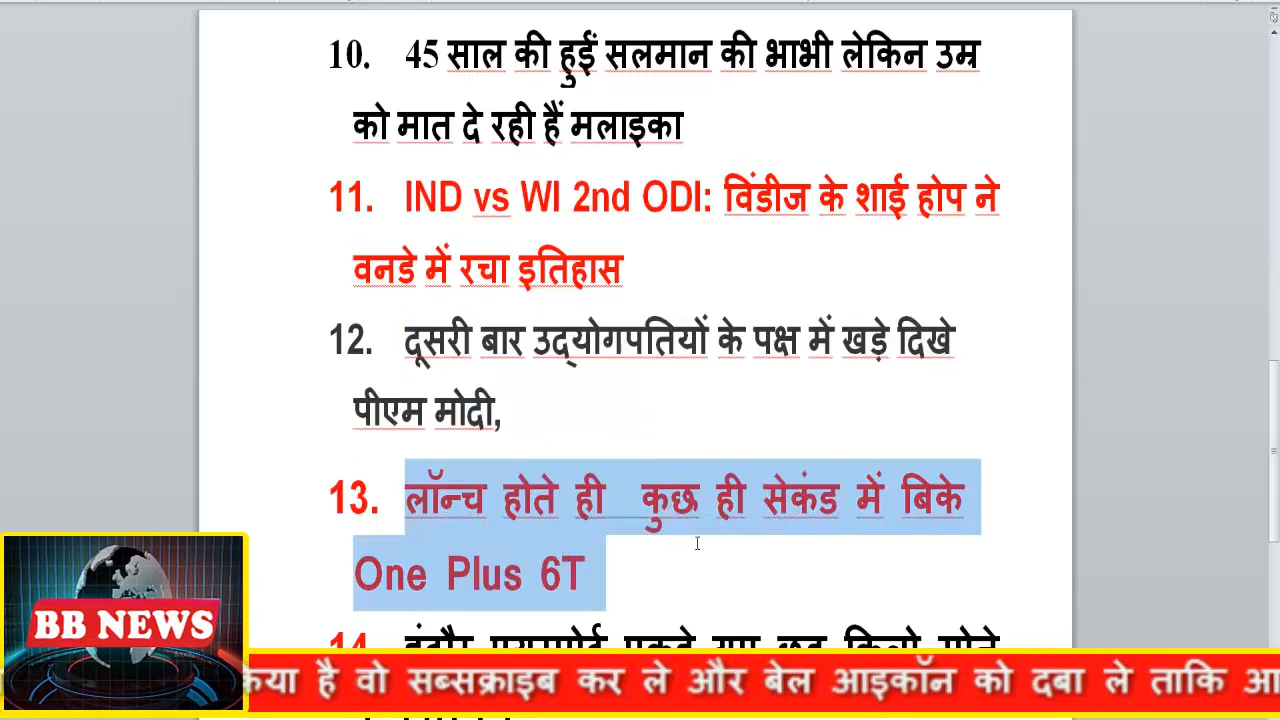 10. 45 साल की हुईं सलमान की भाभी लेकिन उम्र
को मात दे रही हैं मलाइका
11. IND vs WI 2nd ODI: विंडीज के शाई होप ने
वनडे में रचा इतिहास
12. दूसरी बार उद्योगपतियों के पक्ष में खड़े दिखे
पीएम मोदी,
13. लॉन्च होते ही कुछ ही सेकंड में बिके
One Plus 6T
14.
BB NEWS
किया है वो सब्सक्राइब कर ले और बेल आइकॉन को दबा ले ताकि आ